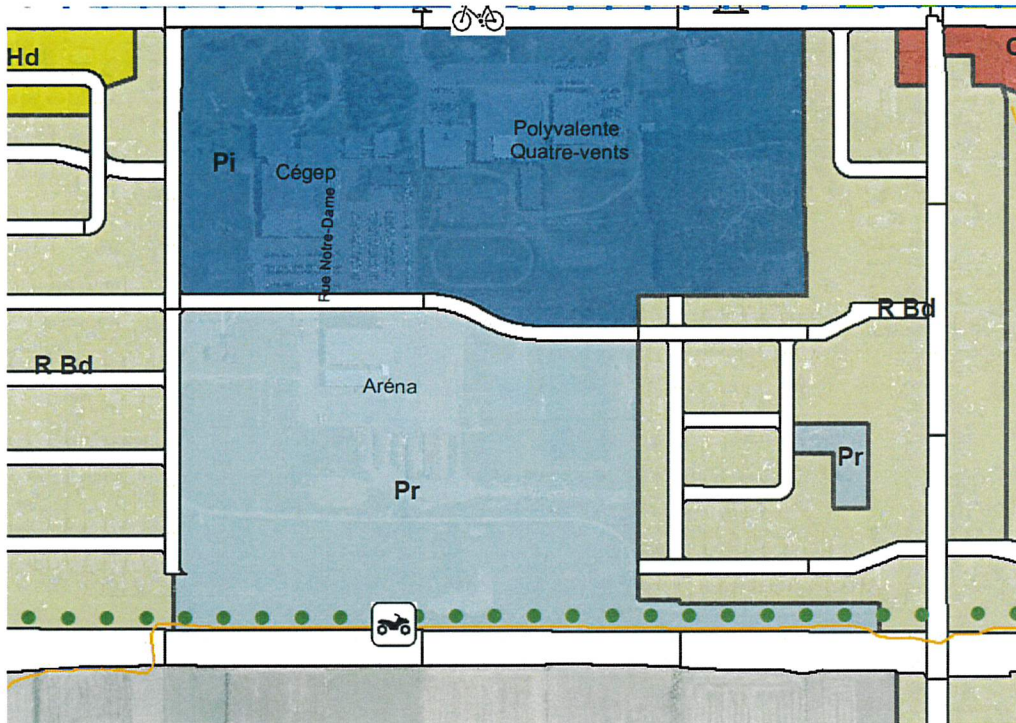 Hd
C
Pi
Cégep
Polyvalente
Quatre-vents
Rue Notre-Dame
R Bd
R Bd
Aréna
Pr
Pr